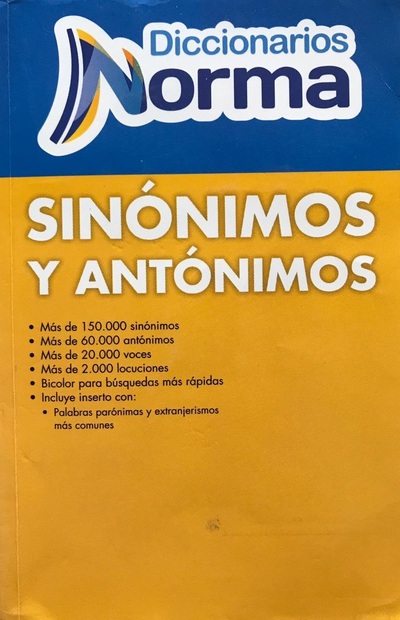 Diccionarios
Norma
SINÓNIMOS
Y ANTÓNIMOS
• Más de 150.000 sinónimos
• Más de 60.000 antónimos
• Más de 20.000 voces
• Más de 2.000 locuciones
• Bicolor para búsquedas más rápidas
• Incluye inserto con:
• Palabras parónimas y extranjerismos
más comunes